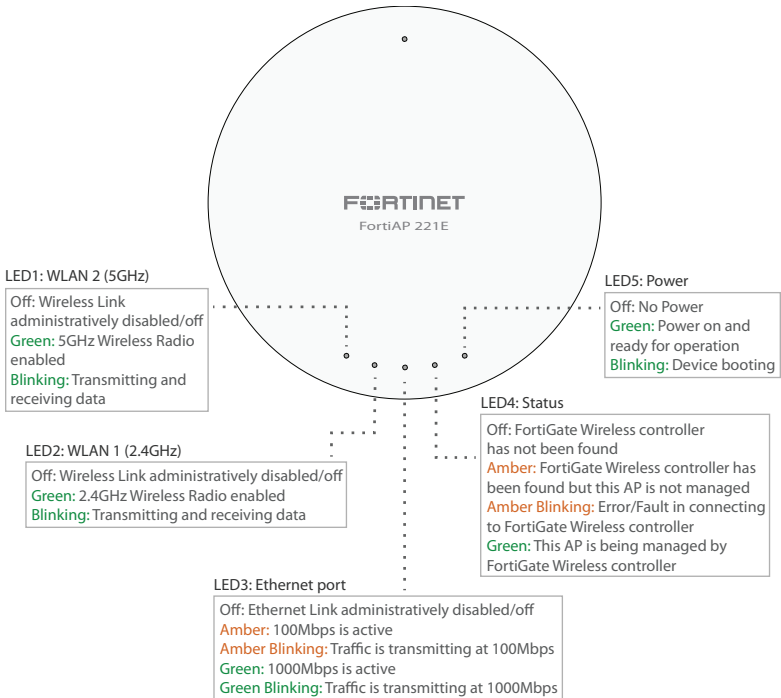 FORTINET
FortiAP 221E
LED1: WLAN 2 (5GHz)
Off: Wireless Link
administratively disabled/off
Green: 5GHz Wireless Radio
enabled
Blinking: Transmitting and
receiving data
LED2: WLAN 1 (2.4GHz)
Off: Wireless Link administratively disabled/off
Green: 2.4GHz Wireless Radio enabled
Blinking: Transmitting and receiving data
LED3: Ethernet port
Off: Ethernet Link administratively disabled/off
Amber: 100Mbps is active
Amber Blinking: Traffic is transmitting at 100Mbps
Green: 1000Mbps is active
Green Blinking: Traffic is transmitting at 1000Mbps
LED4: Status
Off: FortiGate Wireless controller
has not been found
Amber: FortiGate Wireless controller has
been found but this AP is not managed
Amber Blinking: Error/Fault in connecting
to FortiGate Wireless controller
Green: This AP is being managed by
FortiGate Wireless controller
LED5: Power
Off: No Power
Green: Power on and
ready for operation
Blinking: Device booting